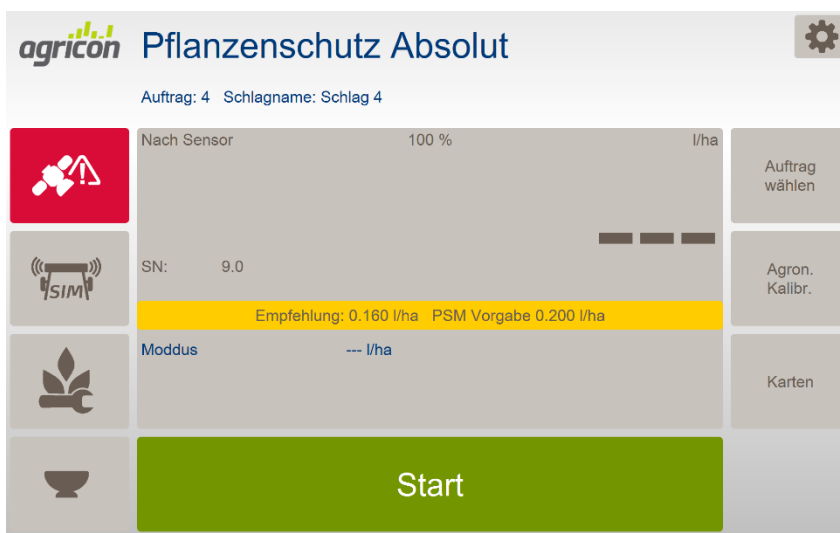 agricon
Pflanzenschutz Absolut
Auftrag: 4 Schlagname: Schlag 4
Nach Sensor 100 % l/ha
Auftrag
wählen
--- 
SIM
SN: 9.0
Agron.
Kalibr.
Empfehlung: 0.160 l/ha PSM Vorgabe 0.200 l/ha
Moddus --- l/ha
Karten
Start